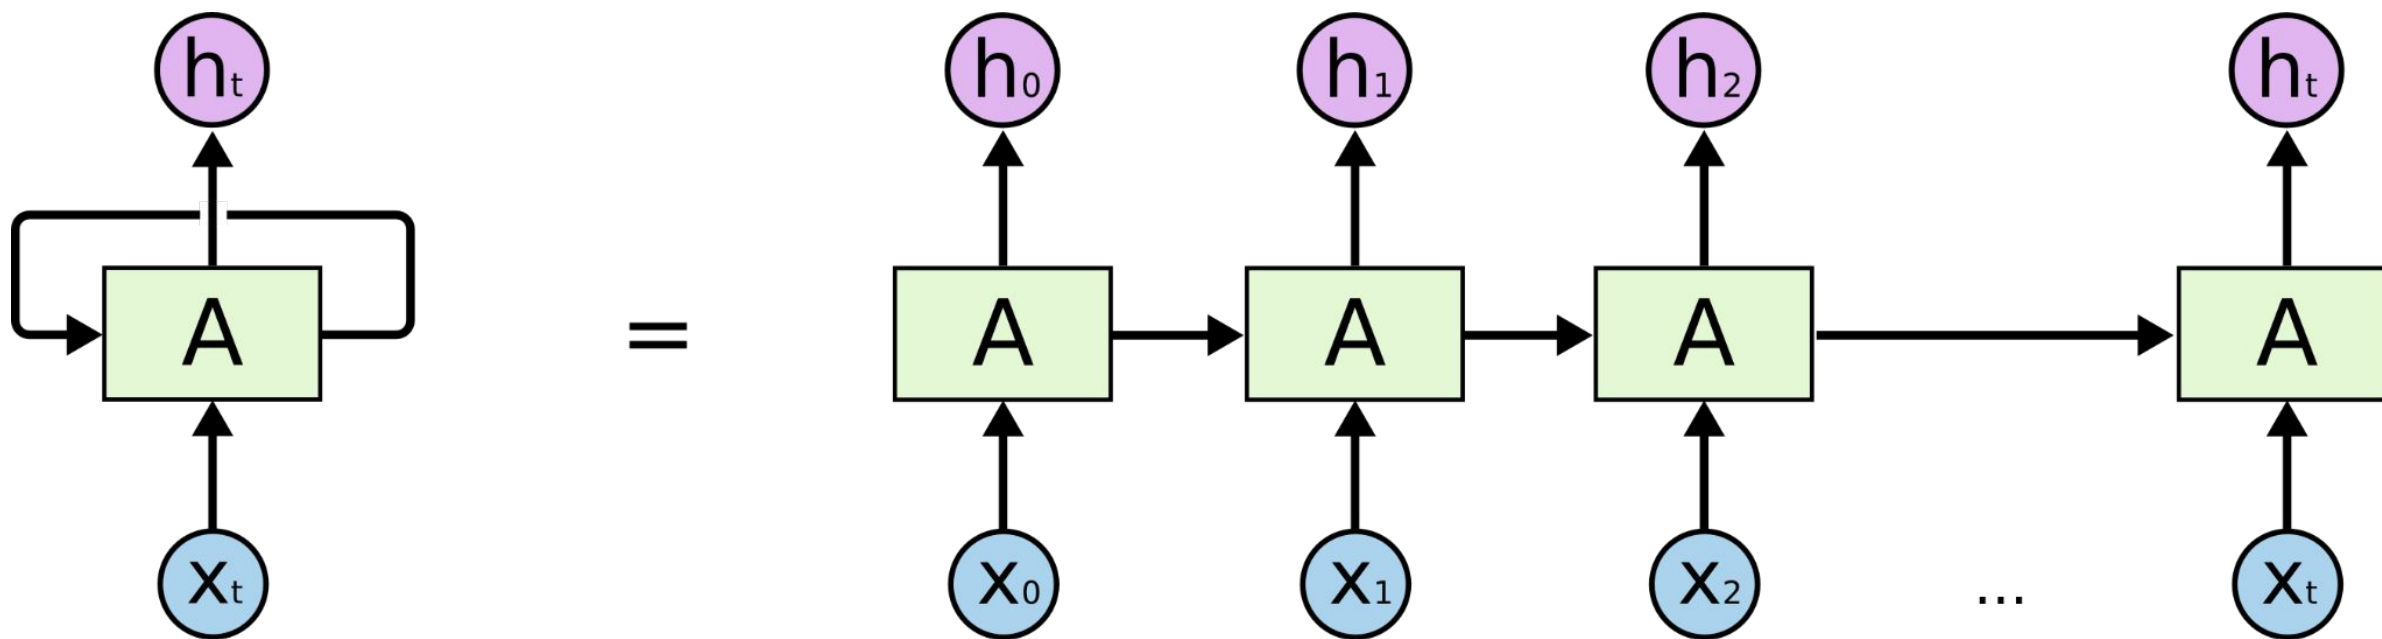 ht h0 h1 h2 ht
A = A A A A
xt x0 x1 x2 ... xt